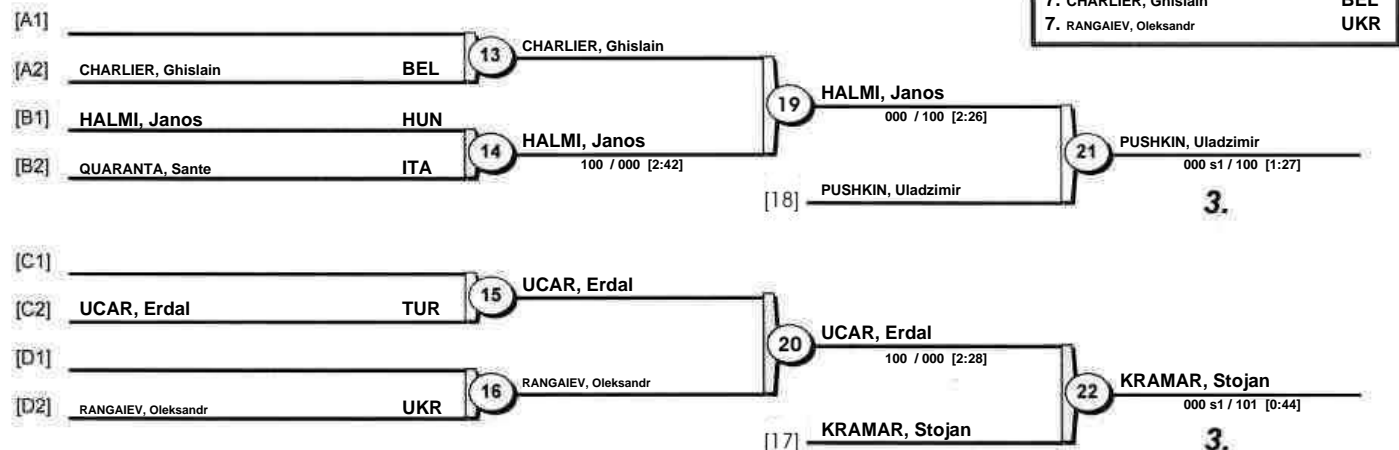 7. CHARLIER, Ghislain BEL
7. RANGAIEV, Oleksandr UKR
[A1]
13 CHARLIER, Ghislain
[A2] CHARLIER, Ghislain BEL
19 HALMI, Janos
000 / 100 [2:26]
[B1] HALMI, Janos HUN
14 HALMI, Janos
100 / 000 [2:42]
21 PUSHKIN, Uladzimir
000 s1 / 100 [1:27]
[B2] QUARANTA, Sante ITA
[18] PUSHKIN, Uladzimir
3.
[C1]
15 UCAR, Erdal
[C2] UCAR, Erdal TUR
20 UCAR, Erdal
100 / 000 [2:28]
[D1]
16 RANGAIEV, Oleksandr
22 KRAMAR, Stojan
000 s1 / 101 [0:44]
[D2] RANGAIEV, Oleksandr UKR
[17] KRAMAR, Stojan
3.